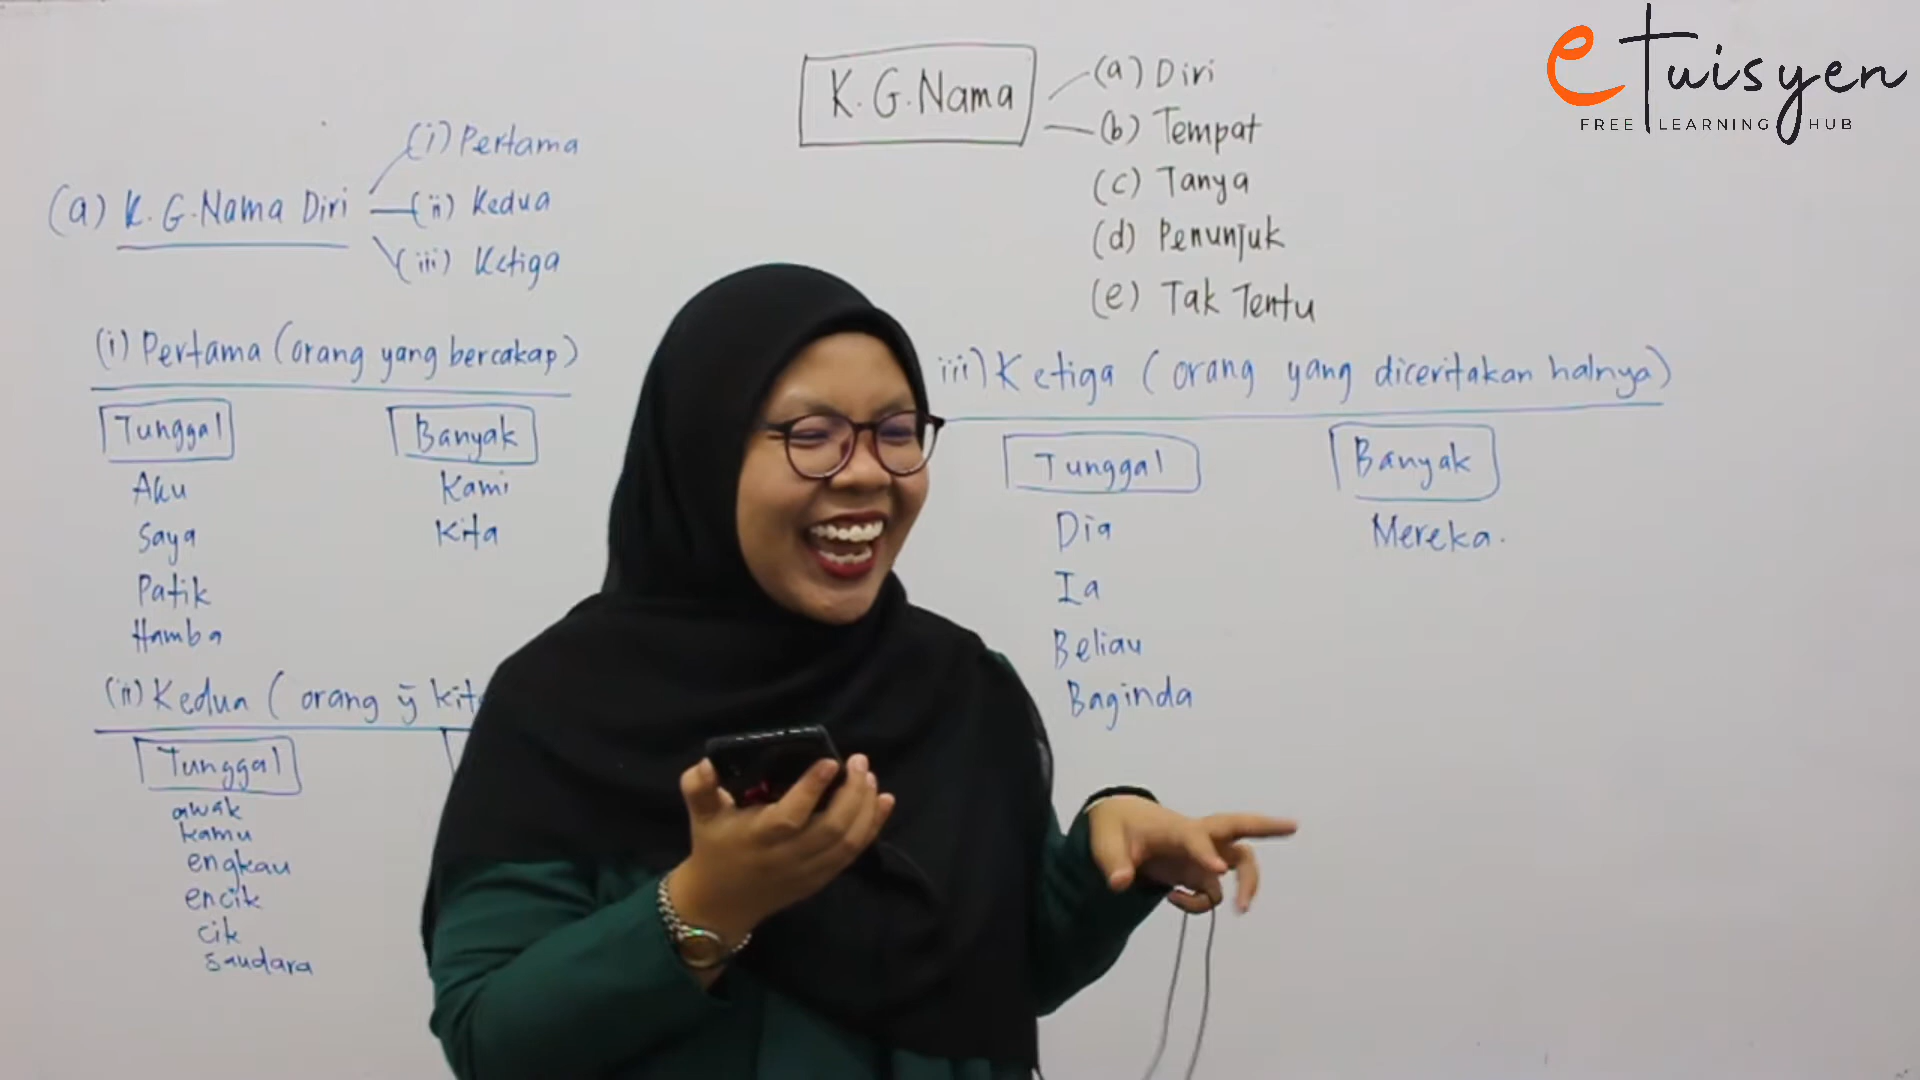 eTuisyen
FREE LEARNING HUB
K.G.Nama
(a) Diri
(b) Tempat
(c) Tanya
(d) Penunjuk
(e) Tak Tentu
(a) K.G.Nama Diri
(i) Pertama
(ii) Kedua
(iii) Ketiga
(i) Pertama (orang yang bercakap)
Tunggal
Aku
Saya
Patik
Hamba
Banyak
Kami
Kita
(ii) Kedua (orang ȳ kita
Tunggal
awak
kamu
engkau
encik
cik
saudara
iii) Ketiga (orang yang diceritakan halnya)
Tunggal
Dia
Ia
Beliau
Baginda
Banyak
Mereka.